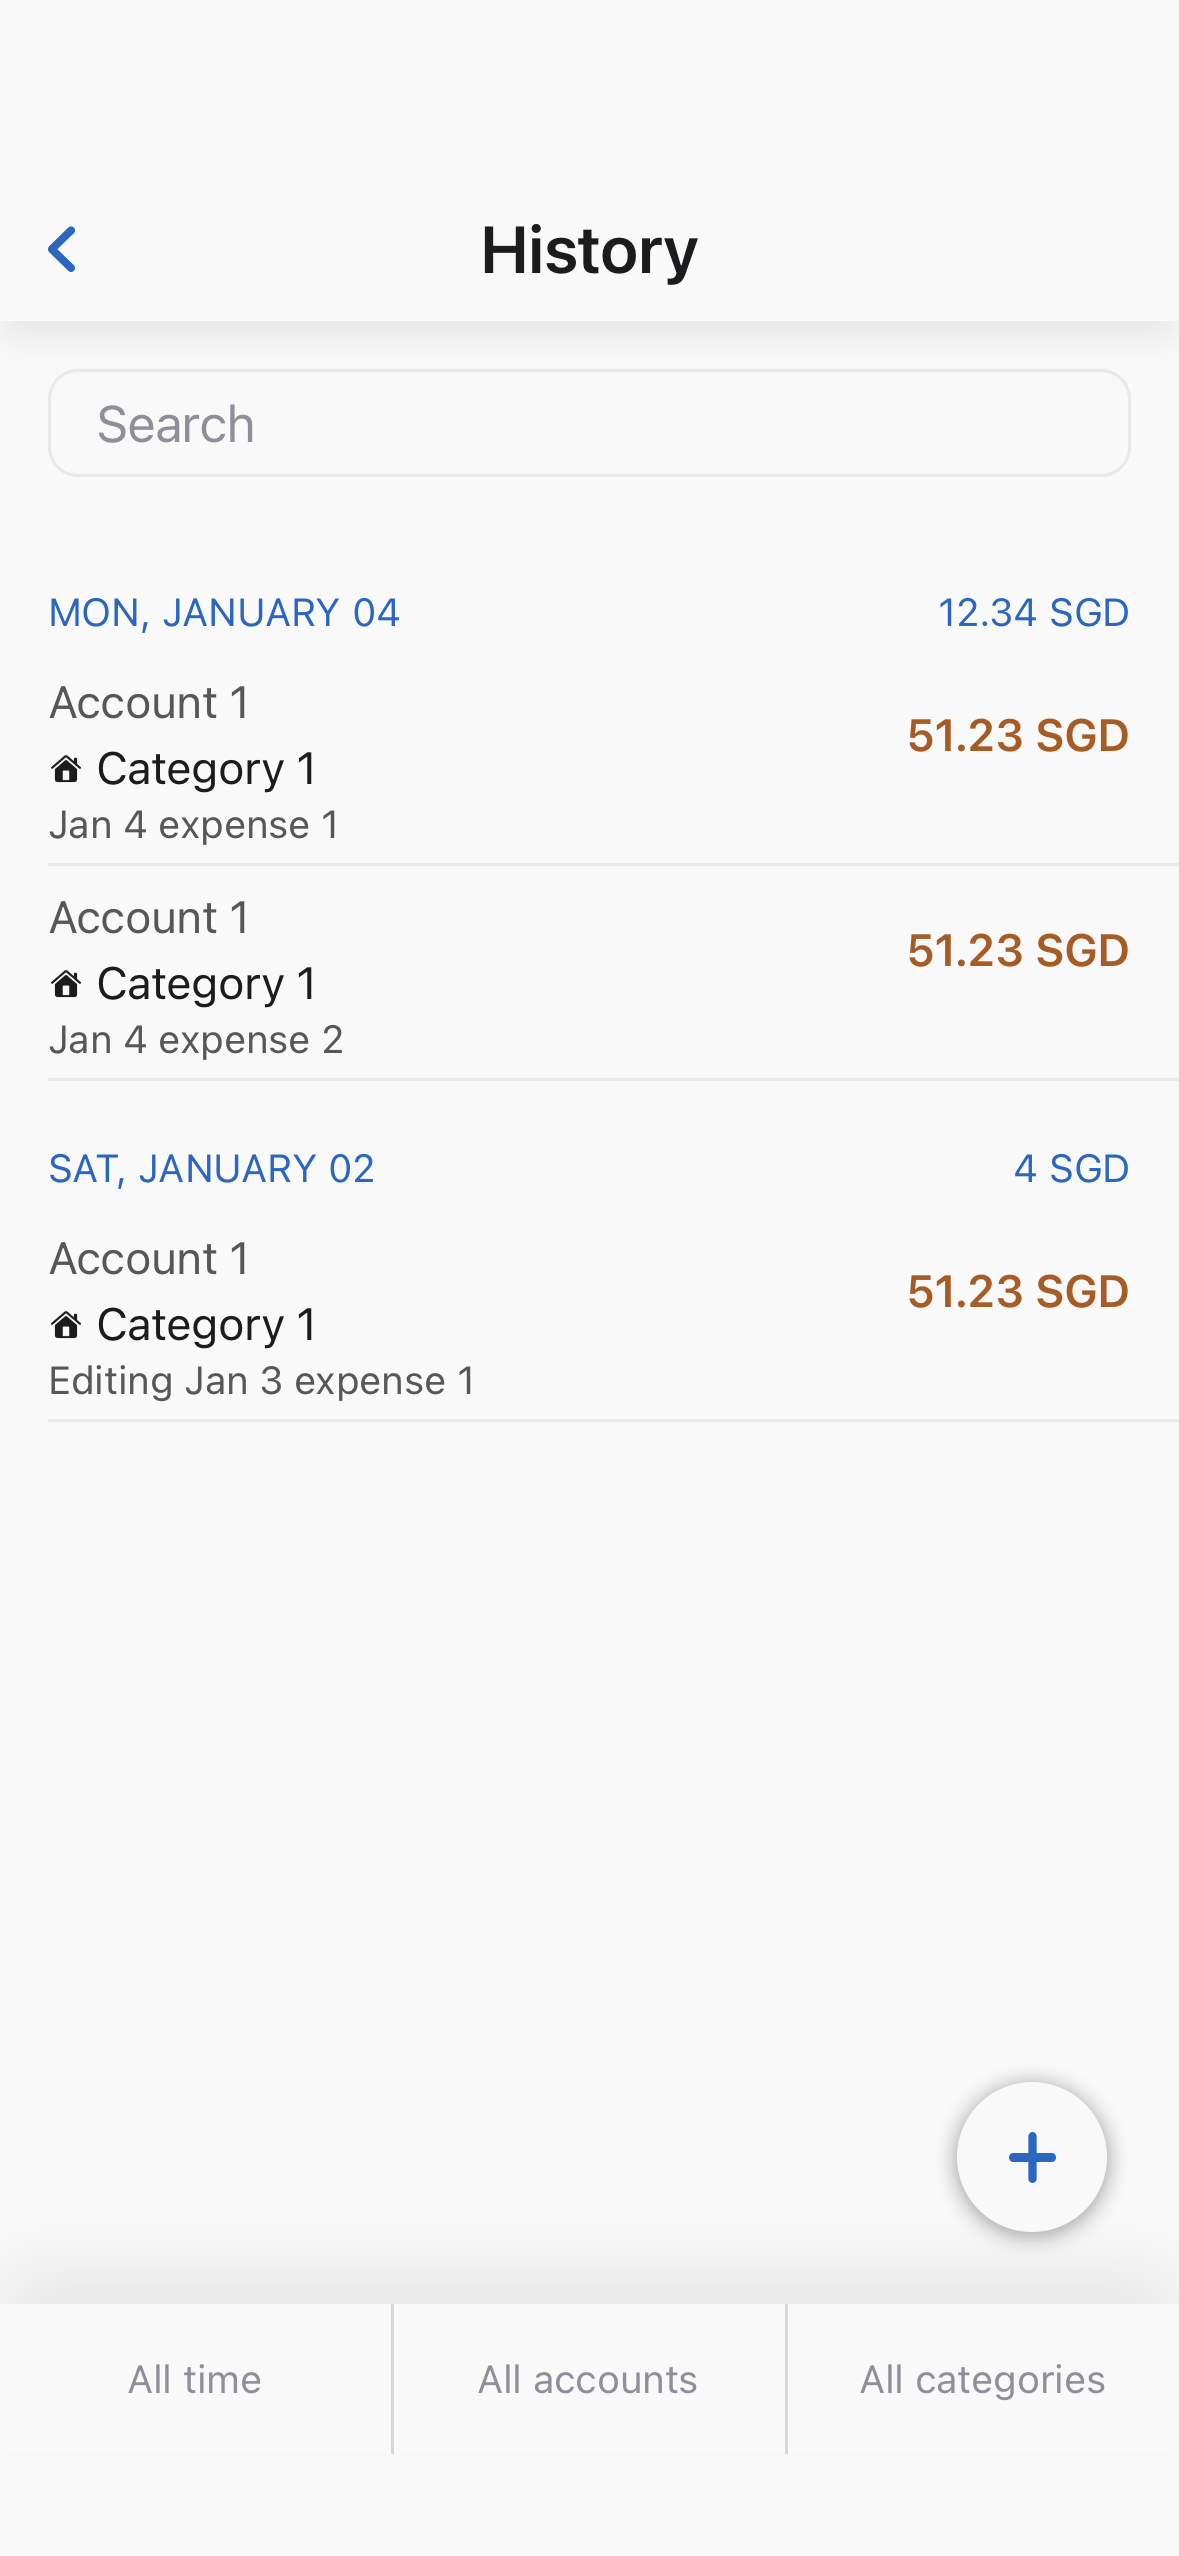 History
Search
MON, JANUARY 04 12.34 SGD
Account 1
51.23 SGD
Category 1
Jan 4 expense 1
Account 1
51.23 SGD
Category 1
Jan 4 expense 2
SAT, JANUARY 02 4 SGD
Account 1
51.23 SGD
Category 1
Editing Jan 3 expense 1
All time All accounts All categories